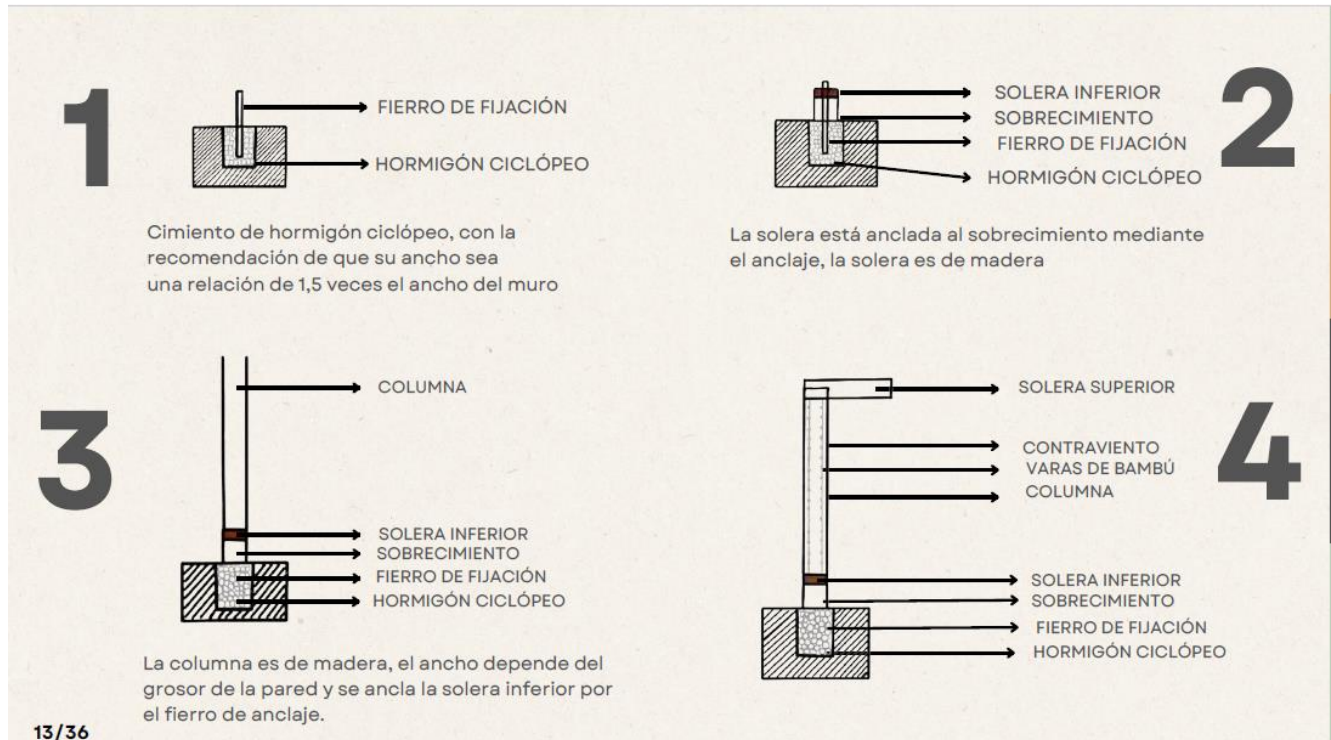 1
FIERRO DE FIJACIÓN
HORMIGÓN CICLÓPEO
Cimiento de hormigón ciclópeo, con la
recomendación de que su ancho sea
una relación de 1,5 veces el ancho del muro
2
SOLERA INFERIOR
SOBRECIMIENTO
FIERRO DE FIJACIÓN
HORMIGÓN CICLÓPEO
La solera está anclada al sobrecimiento mediante
el anclaje, la solera es de madera
3
COLUMNA
SOLERA INFERIOR
SOBRECIMIENTO
FIERRO DE FIJACIÓN
HORMIGÓN CICLÓPEO
La columna es de madera, el ancho depende del
grosor de la pared y se ancla la solera inferior por
el fierro de anclaje.
4
SOLERA SUPERIOR
CONTRAVIENTO
VARAS DE BAMBÚ
COLUMNA
SOLERA INFERIOR
SOBRECIMIENTO
FIERRO DE FIJACIÓN
HORMIGÓN CICLÓPEO
13/36